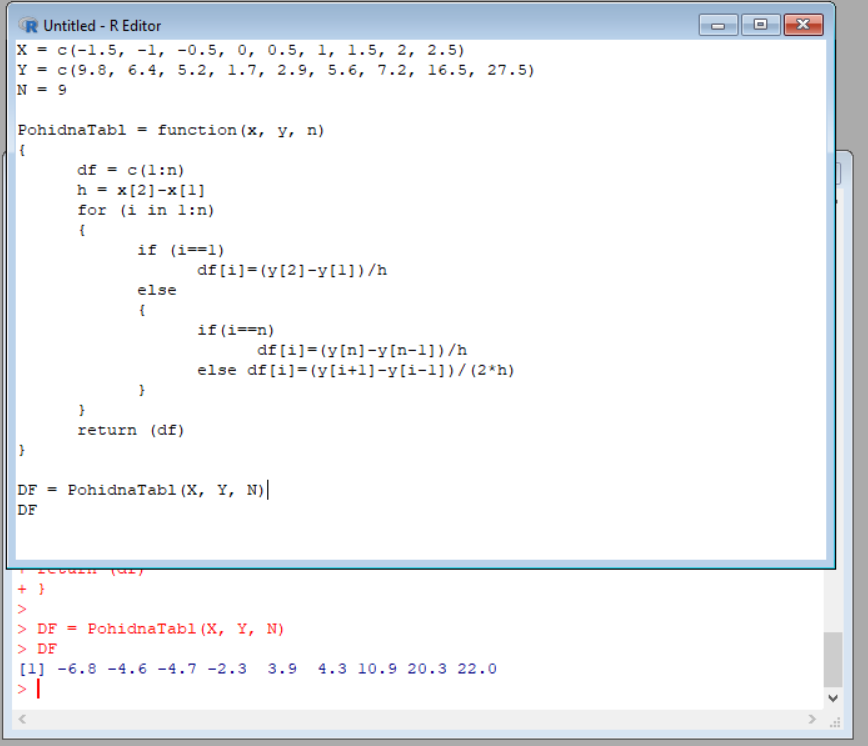 Untitled - R Editor
X = c(-1.5, -1, -0.5, 0, 0.5, 1, 1.5, 2, 2.5)
Y = c(9.8, 6.4, 5.2, 1.7, 2.9, 5.6, 7.2, 16.5, 27.5)
N = 9
PohidnaTabl = function(x, y, n)
{
df = c(1:n)
h = x[2]-x[1]
for (i in 1:n)
{
if (i==1)
df[i]=(y[2]-y[1])/h
else
{
if(i==n)
df[i]=(y[n]-y[n-1])/h
else df[i]=(y[i+1]-y[i-1])/(2*h)
}
}
return (df)
}
DF = PohidnaTabl(X, Y, N)
DF
+ return (df)
+ }
>
> DF = PohidnaTabl(X, Y, N)
> DF
[1] -6.8 -4.6 -4.7 -2.3  3.9  4.3 10.9 20.3 22.0
>